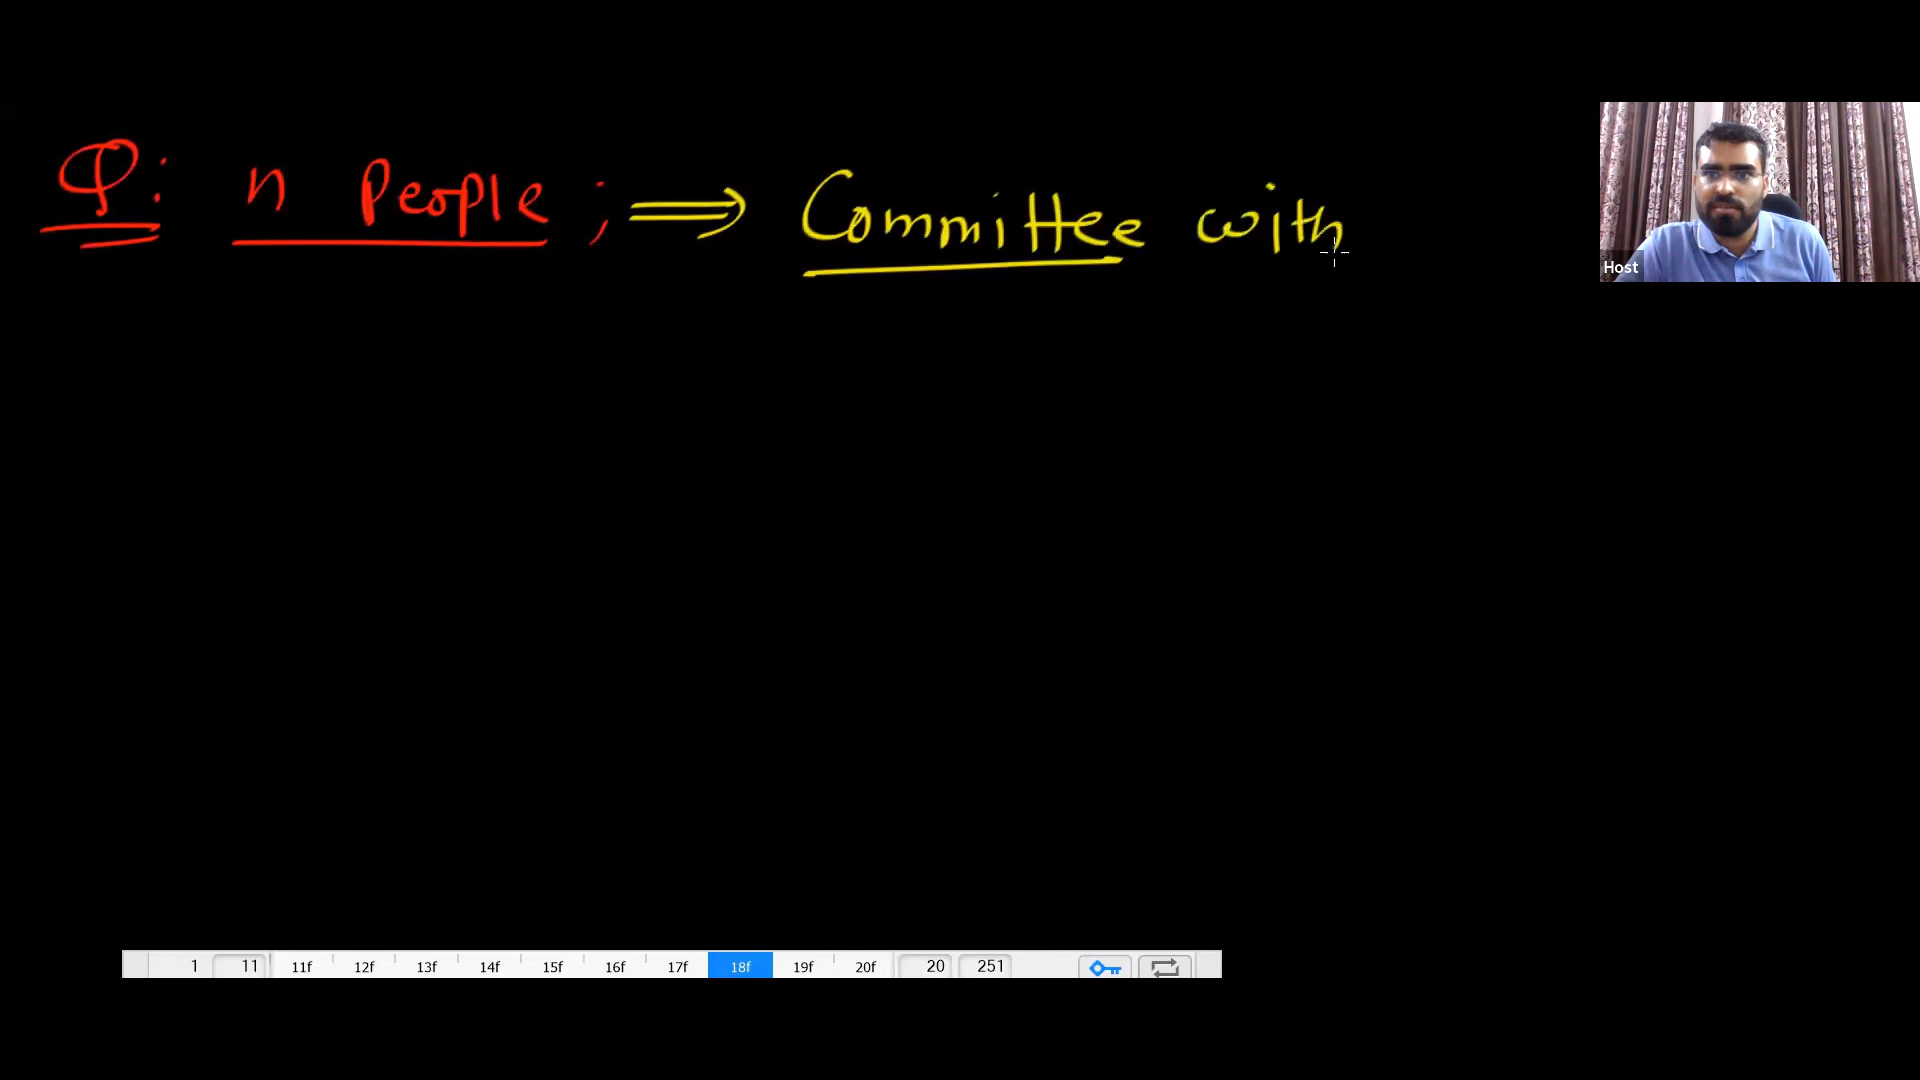 Q: n People ; ⇒ Committee with
Host
1 11 11f 12f 13f 14f 15f 16f 17f 18f 19f 20f 20 251